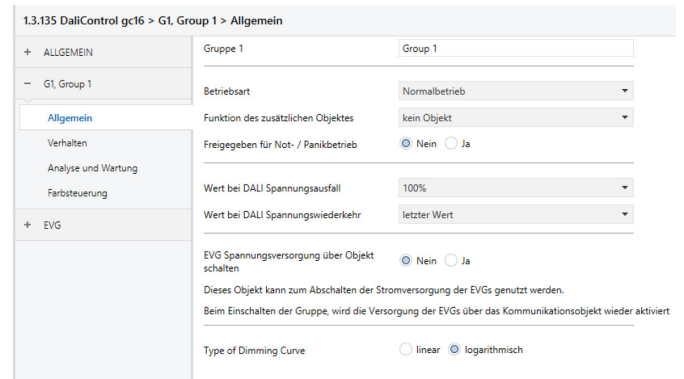 1.3.135 DaliControl gc16 > G1, Group 1 > Allgemein
+ ALLGEMEIN
− G1, Group 1
Allgemein
Verhalten
Analyse und Wartung
Farbsteuerung
+ EVG
Gruppe 1 Group 1
Betriebsart Normalbetrieb
Funktion des zusätzlichen Objektes kein Objekt
Freigegeben für Not- / Panikbetrieb Nein Ja
Wert bei DALI Spannungsausfall 100%
Wert bei DALI Spannungswiederkehr letzter Wert
EVG Spannungsversorgung über Objekt
schalten Nein Ja
Dieses Objekt kann zum Abschalten der Stromversorgung der EVGs genutzt werden.
Beim Einschalten der Gruppe, wird die Versorgung der EVGs über das Kommunikationsobjekt wieder aktiviert
Type of Dimming Curve linear logarithmisch